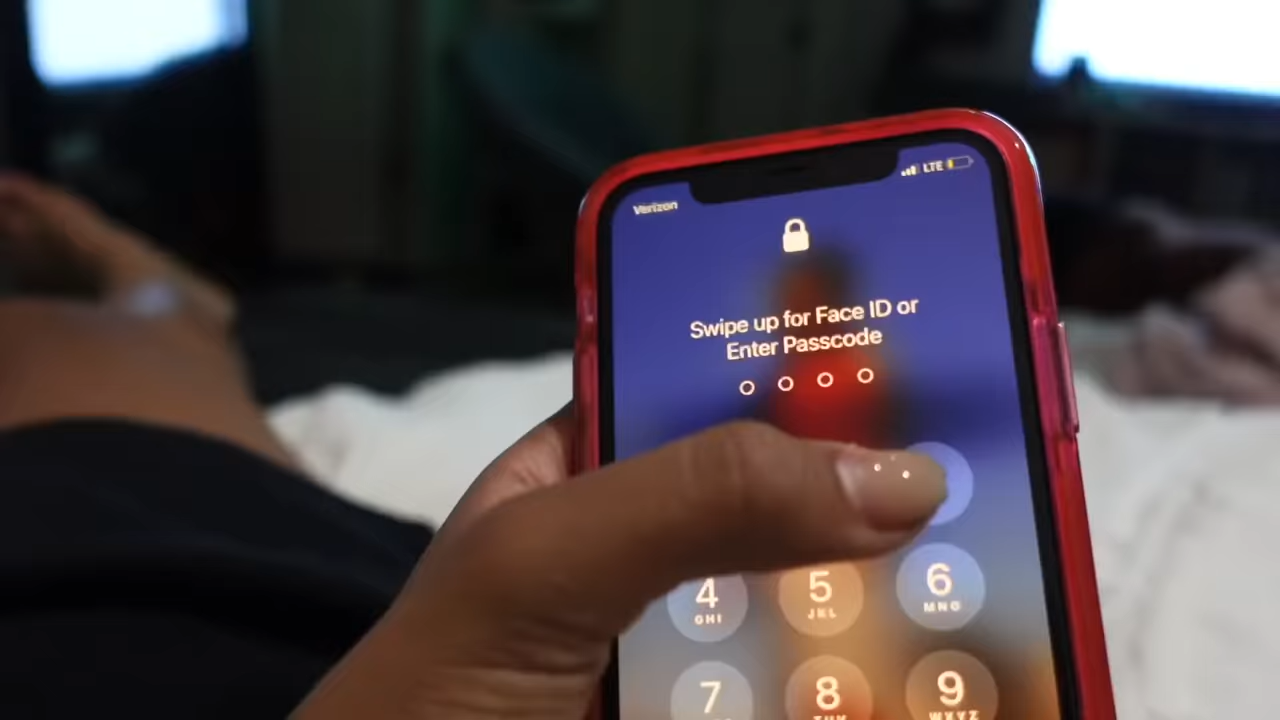 Verizon
LTE
Swipe up for Face ID or
Enter Passcode
4 5 6
GHI JKL MNO
7 8 9
WXYZ